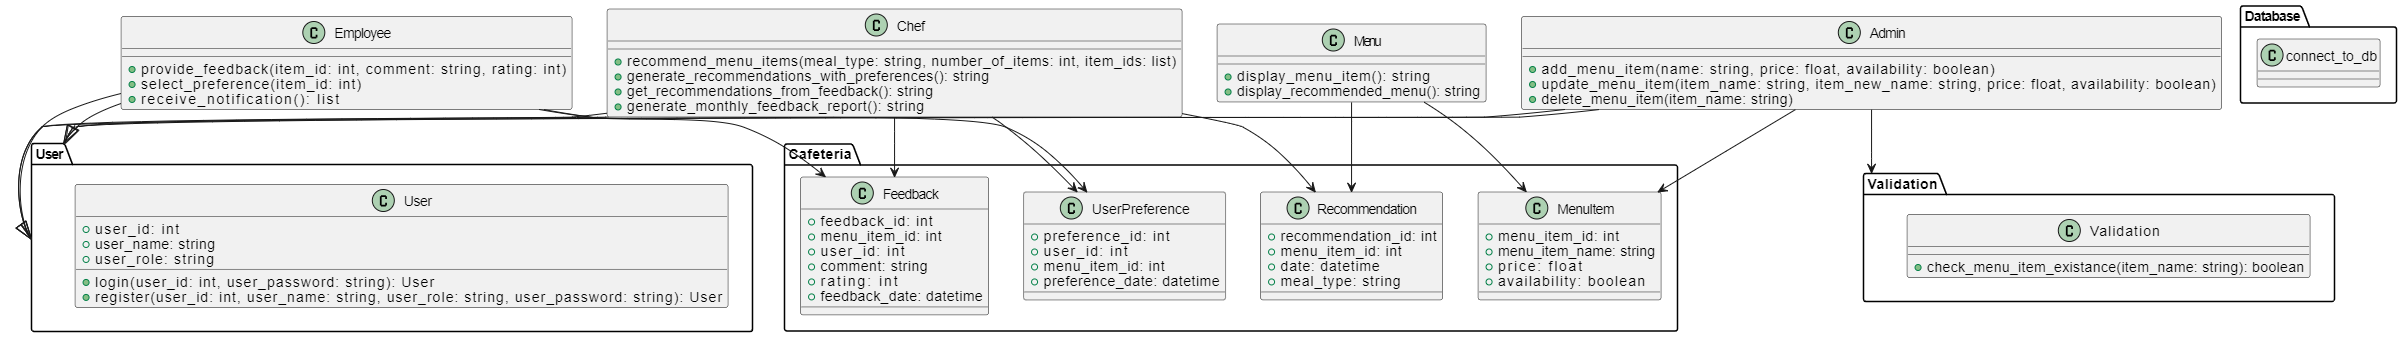 C Employee
provide_feedback(item_id: int, comment: string, rating: int)
select_preference(item_id: int)
receive_notification(): list
C Chef
recommend_menu_items(meal_type: string, number_of_items: int, item_ids: list)
generate_recommendations_with_preferences(): string
get_recommendations_from_feedback(): string
generate_monthly_feedback_report(): string
C Menu
display_menu_item(): string
display_recommended_menu(): string
C Admin
add_menu_item(name: string, price: float, availability: boolean)
update_menu_item(item_name: string, item_new_name: string, price: float, availability: boolean)
delete_menu_item(item_name: string)
Database
C connect_to_db
User
C User
user_id: int
user_name: string
user_role: string
login(user_id: int, user_password: string): User
register(user_id: int, user_name: string, user_role: string, user_password: string): User
Cafeteria
C Feedback
feedback_id: int
menu_item_id: int
user_id: int
comment: string
rating: int
feedback_date: datetime
C UserPreference
preference_id: int
user_id: int
menu_item_id: int
preference_date: datetime
C Recommendation
recommendation_id: int
menu_item_id: int
date: datetime
meal_type: string
C MenuItem
menu_item_id: int
menu_item_name: string
price: float
availability: boolean
Validation
C Validation
check_menu_item_existance(item_name: string): boolean